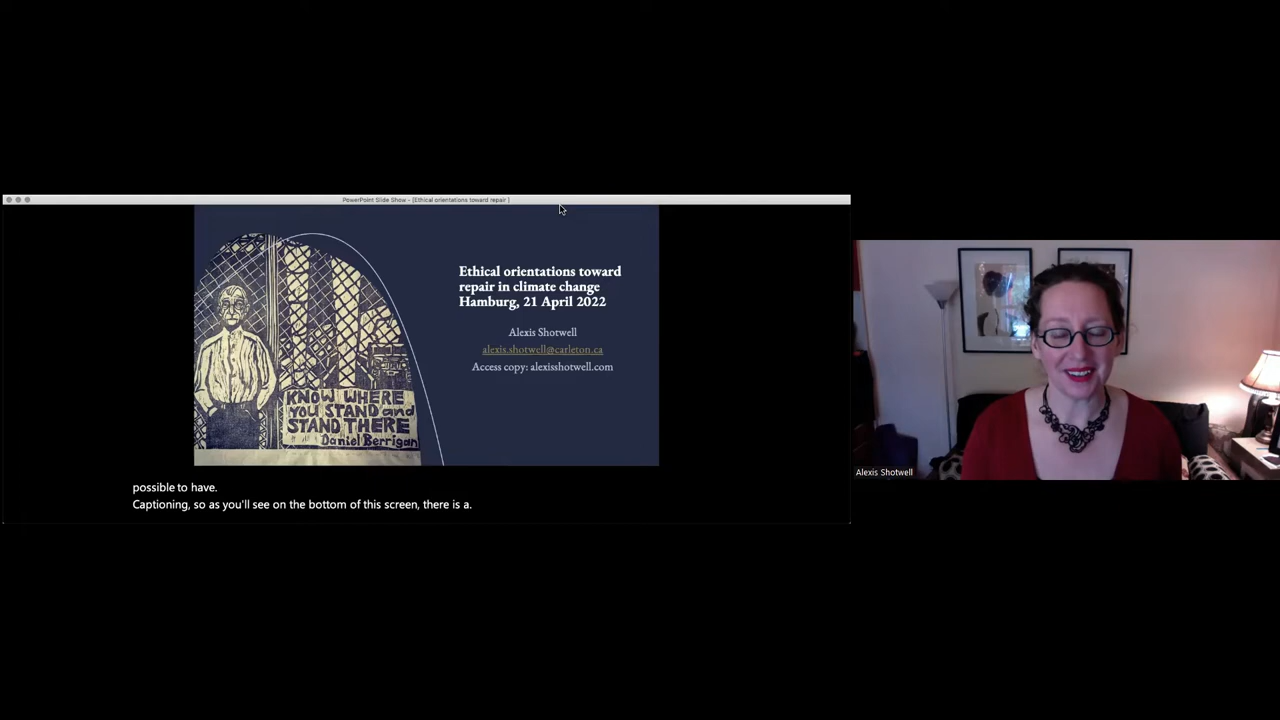 PowerPoint Slide Show - [Ethical orientations toward repair ]
Ethical orientations toward
repair in climate change
Hamburg, 21 April 2022
Alexis Shotwell
alexis.shotwell@carleton.ca
Access copy: alexisshotwell.com
KNOW WHERE
YOU STAND and
STAND THERE
Daniel Berrigan
possible to have.
Captioning, so as you'll see on the bottom of this screen, there is a.
Alexis Shotwell